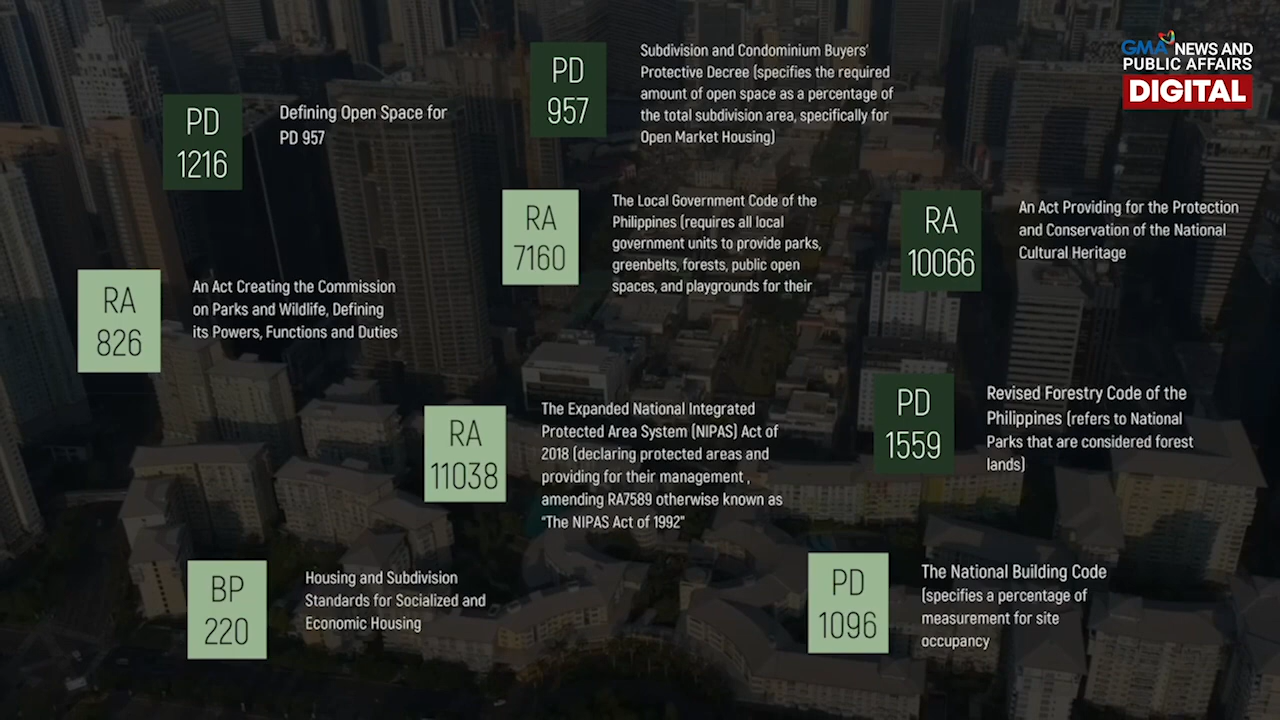 GMA NEWS AND
PUBLIC AFFAIRS
DIGITAL
PD
957
Subdivision and Condominium Buyers'
Protective Decree (specifies the required
amount of open space as a percentage of
the total subdivision area, specifically for
Open Market Housing)
PD
1216
Defining Open Space for
PD 957
RA
7160
The Local Government Code of the
Philippines (requires all local
government units to provide parks,
greenbelts, forests, public open
spaces, and playgrounds for their
RA
10066
An Act Providing for the Protection
and Conservation of the National
Cultural Heritage
RA
826
An Act Creating the Commission
on Parks and Wildlife, Defining
its Powers, Functions and Duties
RA
11038
The Expanded National Integrated
Protected Area System (NIPAS) Act of
2018 (declaring protected areas and
providing for their management ,
amending RA7589 otherwise known as
"The NIPAS Act of 1992"
PD
1559
Revised Forestry Code of the
Philippines (refers to National
Parks that are considered forest
lands)
BP
220
Housing and Subdivision
Standards for Socialized and
Economic Housing
PD
1096
The National Building Code
(specifies a percentage of
measurement for site
occupancy